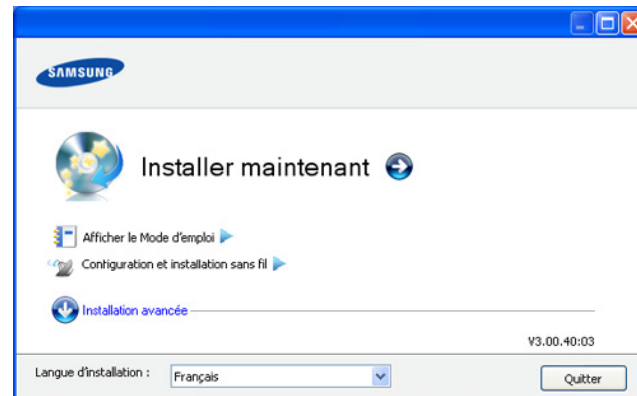 SAMSUNG
Installer maintenant
Afficher le Mode d'emploi
Configuration et installation sans fil
Installation avancée
V3.00.40:03
Langue d'installation :
Français
Quitter